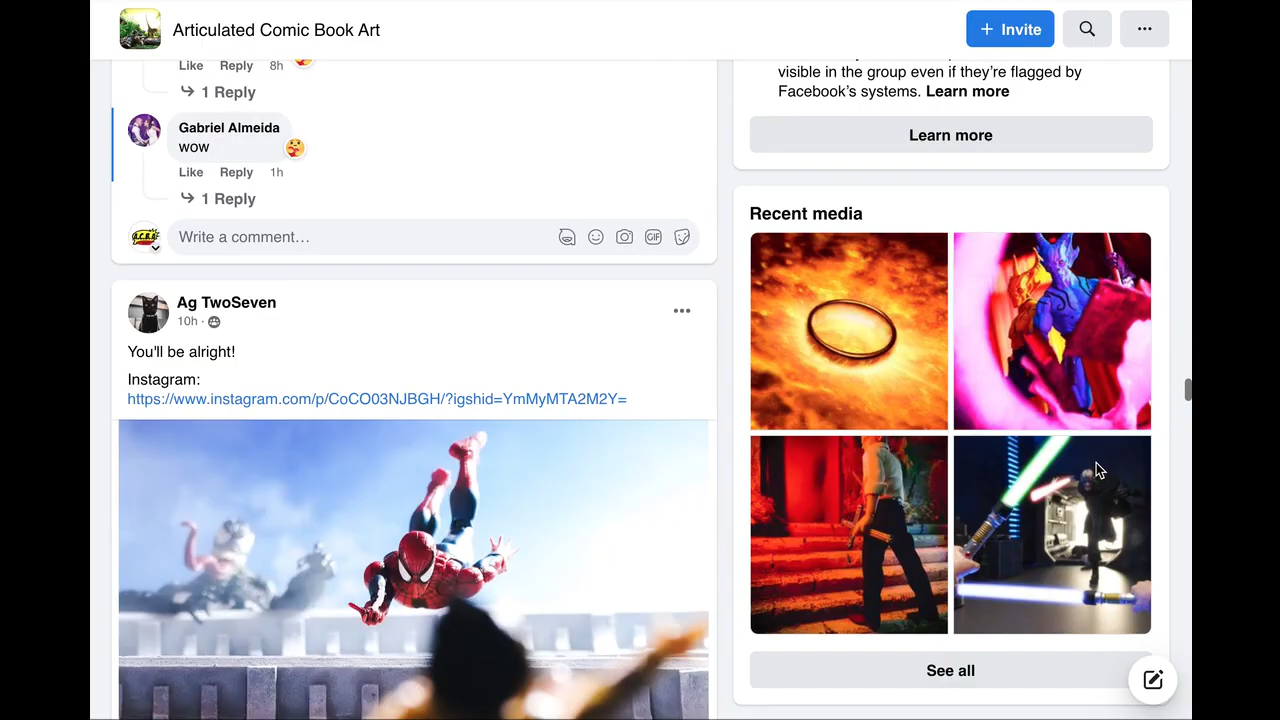 Articulated Comic Book Art
+ Invite
Like Reply 8h
1 Reply
Gabriel Almeida
wow
Like Reply 1h
1 Reply
A.C.B.A
Write a comment…
GIF
Ag TwoSeven
10h ·
You'll be alright!
Instagram:
https://www.instagram.com/p/CoCO03NJBGH/?igshid=YmMyMTA2M2Y=
visible in the group even if they're flagged by
Facebook's systems. Learn more
Learn more
Recent media
See all